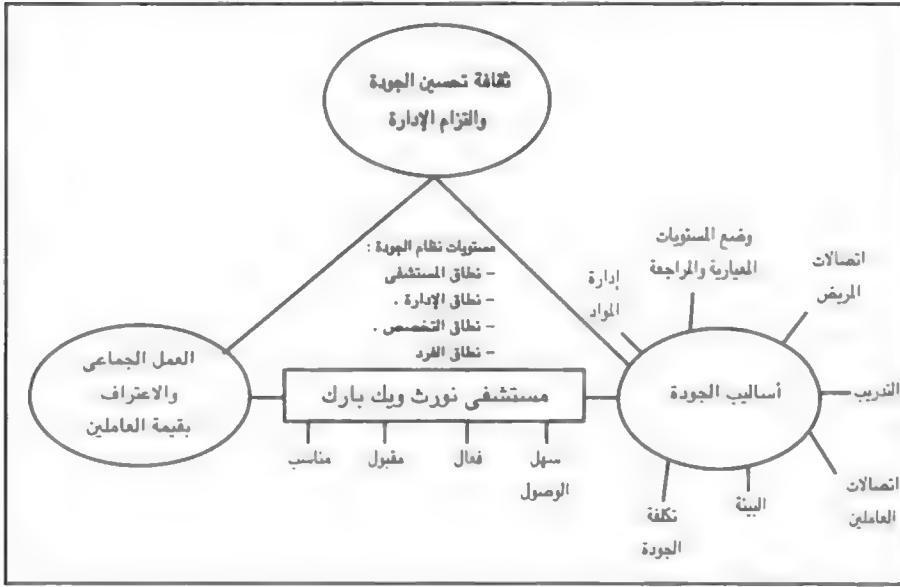 ثقافة تحسين الجودة
والتزام الإدارة
مستويات نظام الجودة :
– نطاق المستشفى
– نطاق الإدارة .
– نطاق التخصص .
– نطاق الفرد
وضع المستويات
المعيارية والمراجعة
اتصالات
المريض
إدارة
المواد
العمل الجماعى
والاعتراف
بقيمة العاملين
مستشفى نورث ويك بارك
أساليب الجودة
التدريب
سهل
الوصول
فعال
مقبول
مناسب
اتصالات
العاملين
البيئة
تكلفة
الجودة